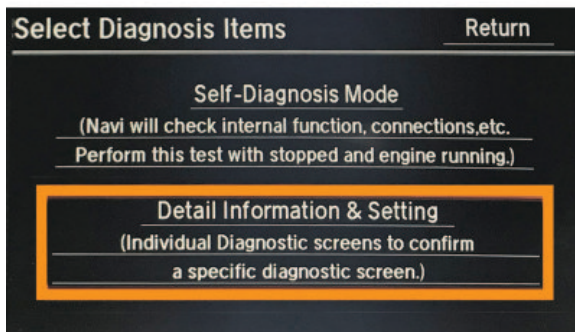 Select Diagnosis Items
Return
Self-Diagnosis Mode
(Navi will check internal function, connections,etc.
Perform this test with stopped and engine running.)
Detail Information & Setting
(Individual Diagnostic screens to confirm
a specific diagnostic screen.)